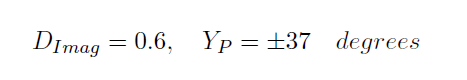 D_{Imag} = 0.6,   Y_P = ±37   degrees